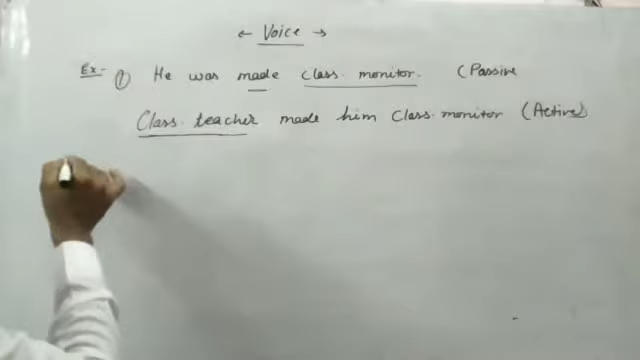 ← Voice →
Ex:- ① He was made class monitor. (Passive
Class teacher made him class monitor (Active)